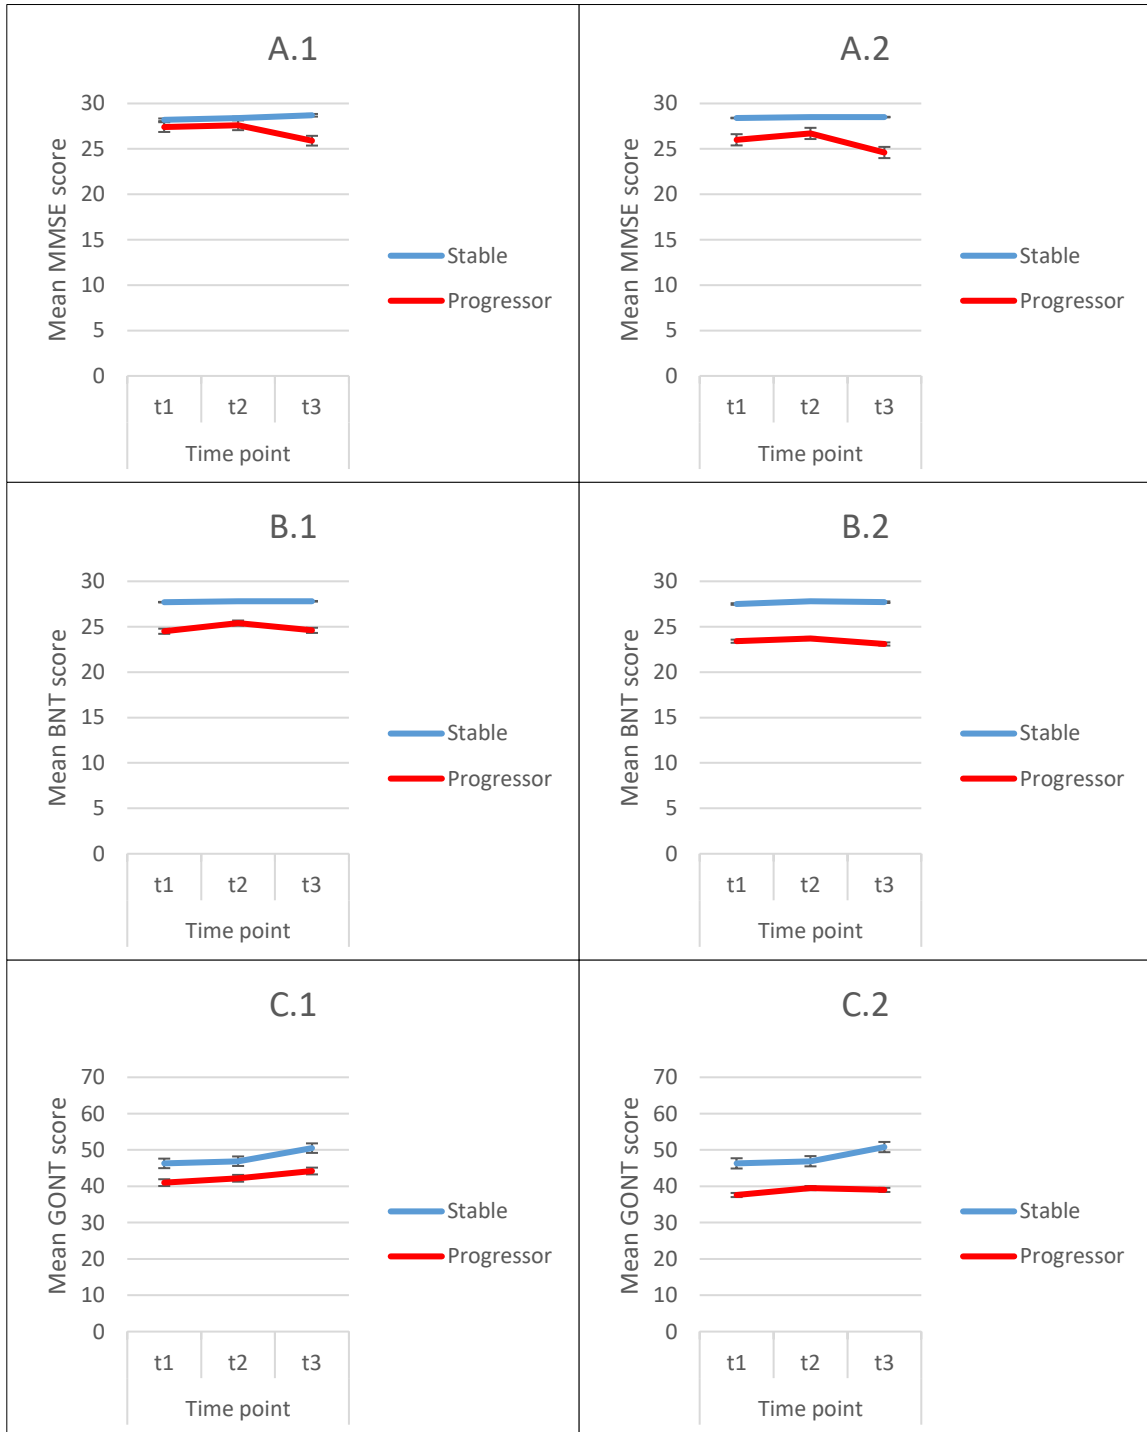 A.1
30
25
20
15
10
5
0
Mean MMSE score
t1 t2 t3
Time point
Stable
Progressor
A.2
30
25
20
15
10
5
0
Mean MMSE score
t1 t2 t3
Time point
Stable
Progressor
B.1
30
25
20
15
10
5
0
Mean BNT score
t1 t2 t3
Time point
Stable
Progressor
B.2
30
25
20
15
10
5
0
Mean BNT score
t1 t2 t3
Time point
Stable
Progressor
C.1
70
60
50
40
30
20
10
0
Mean GONT score
t1 t2 t3
Time point
Stable
Progressor
C.2
70
60
50
40
30
20
10
0
Mean GONT score
t1 t2 t3
Time point
Stable
Progressor